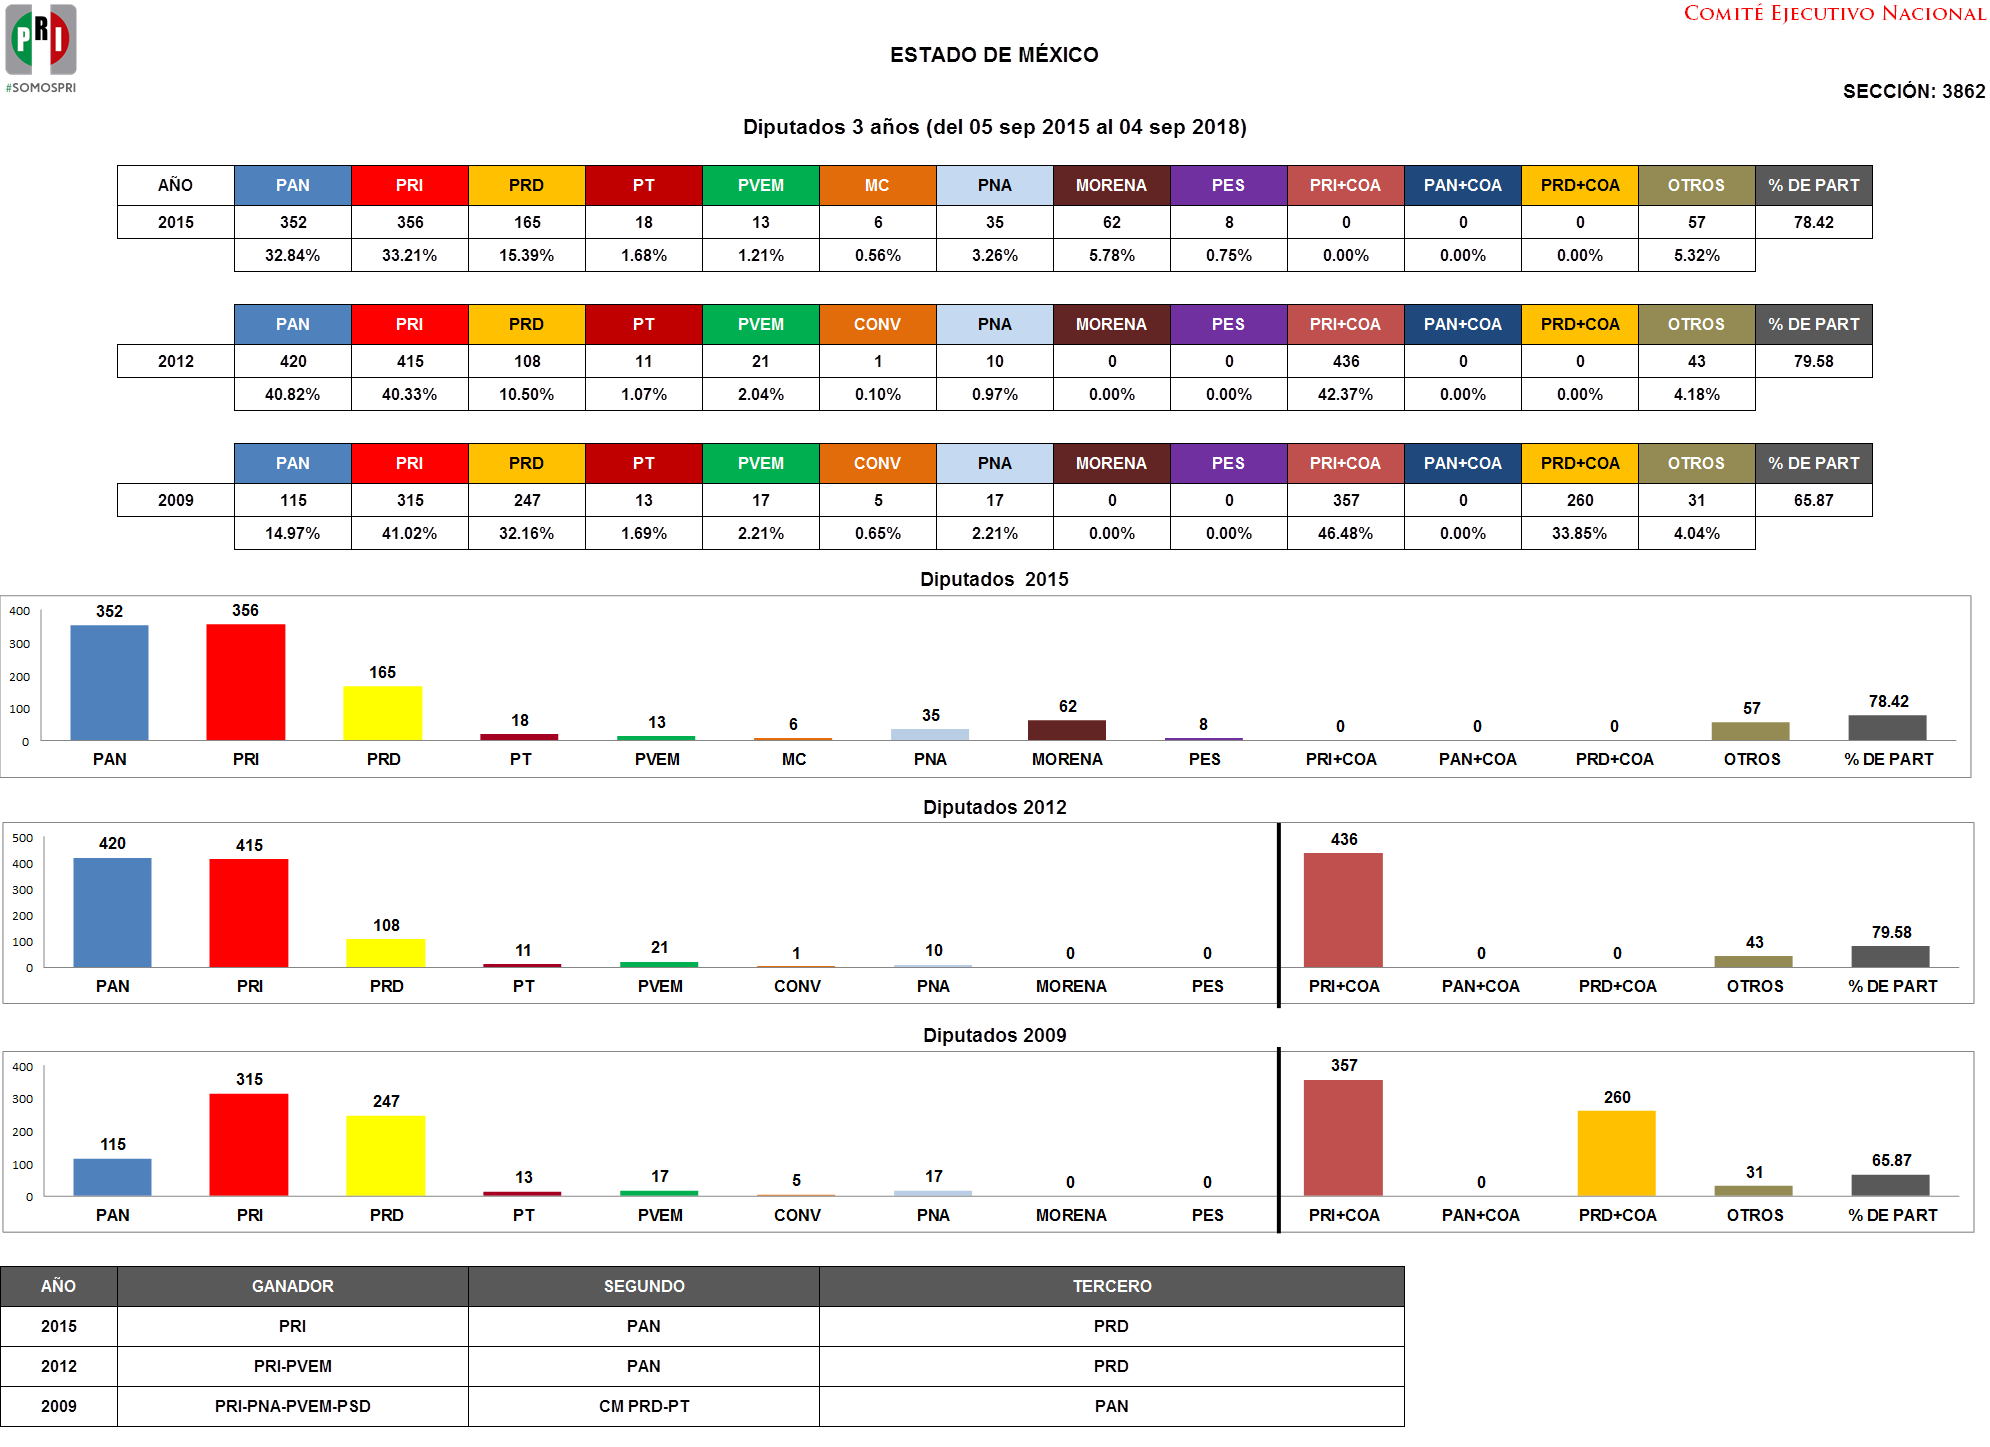 PRI
#SOMOSPRI
COMITÉ EJECUTIVO NACIONAL
ESTADO DE MÉXICO
SECCIÓN: 3862
Diputados 3 años (del 05 sep 2015 al 04 sep 2018)
AÑO PAN PRI PRD PT PVEM MC PNA MORENA PES PRI+COA PAN+COA PRD+COA OTROS % DE PART
2015 352 356 165 18 13 6 35 62 8 0 0 0 57 78.42
32.84% 33.21% 15.39% 1.68% 1.21% 0.56% 3.26% 5.78% 0.75% 0.00% 0.00% 0.00% 5.32%
PAN PRI PRD PT PVEM CONV PNA MORENA PES PRI+COA PAN+COA PRD+COA OTROS % DE PART
2012 420 415 108 11 21 1 10 0 0 436 0 0 43 79.58
40.82% 40.33% 10.50% 1.07% 2.04% 0.10% 0.97% 0.00% 0.00% 42.37% 0.00% 0.00% 4.18%
PAN PRI PRD PT PVEM CONV PNA MORENA PES PRI+COA PAN+COA PRD+COA OTROS % DE PART
2009 115 315 247 13 17 5 17 0 0 357 0 260 31 65.87
14.97% 41.02% 32.16% 1.69% 2.21% 0.65% 2.21% 0.00% 0.00% 46.48% 0.00% 33.85% 4.04%
Diputados 2015
400
300
200
100
0
352 356 165 18 13 6 35 62 8 0 0 0 57 78.42
PAN PRI PRD PT PVEM MC PNA MORENA PES PRI+COA PAN+COA PRD+COA OTROS % DE PART
Diputados 2012
500
400
300
200
100
0
420 415 108 11 21 1 10 0 0 436 0 0 43 79.58
PAN PRI PRD PT PVEM CONV PNA MORENA PES PRI+COA PAN+COA PRD+COA OTROS % DE PART
Diputados 2009
400
300
200
100
0
115 315 247 13 17 5 17 0 0 357 0 260 31 65.87
PAN PRI PRD PT PVEM CONV PNA MORENA PES PRI+COA PAN+COA PRD+COA OTROS % DE PART
AÑO GANADOR SEGUNDO TERCERO
2015 PRI PAN PRD
2012 PRI-PVEM PAN PRD
2009 PRI-PNA-PVEM-PSD CM PRD-PT PAN